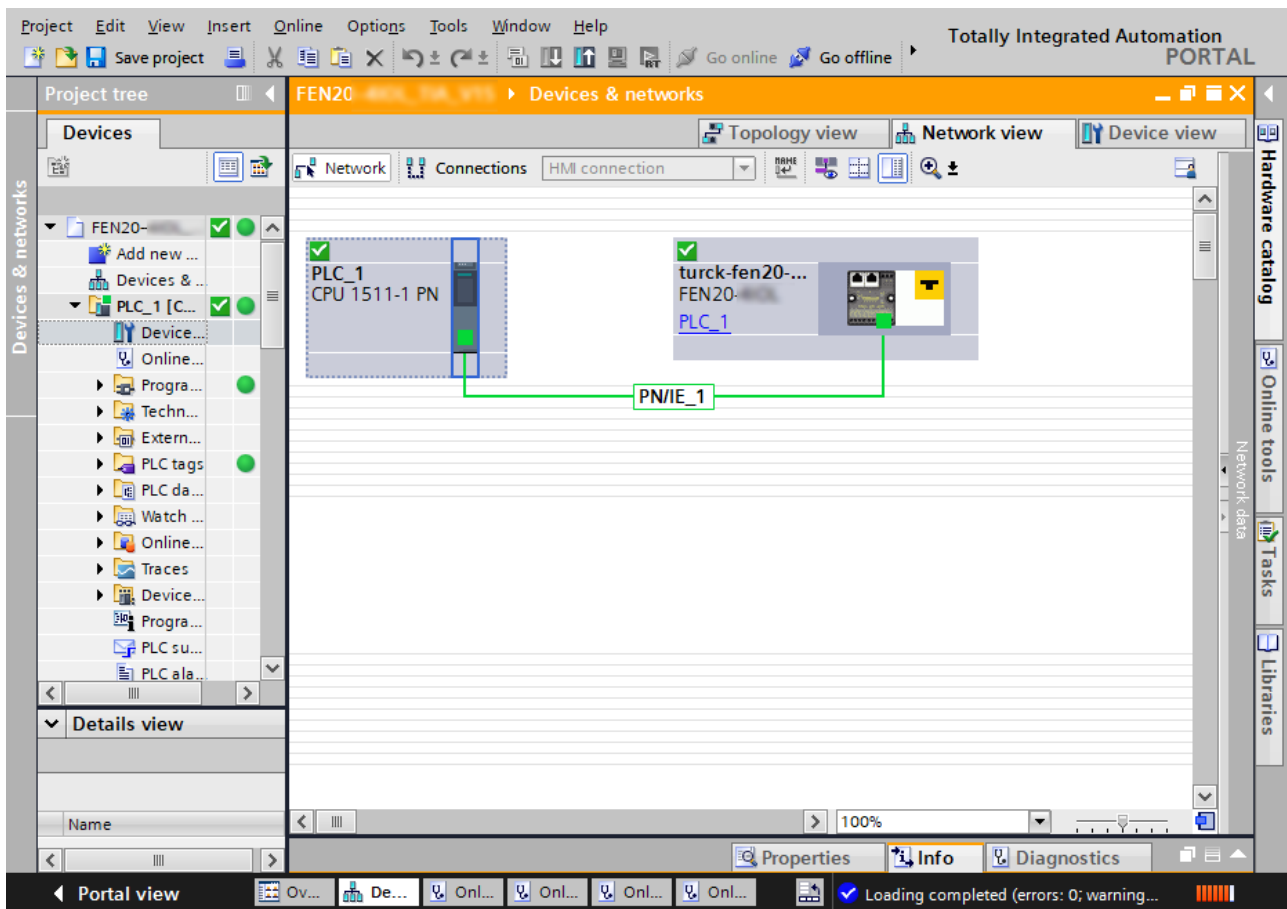 Project Edit View Insert Online Options Tools Window Help
Totally Integrated Automation
PORTAL
Save project
Go online
Go offline
Project tree
FEN20
Devices & networks
Devices
Topology view
Network view
Device view
Network
Connections
HMI connection
NAME
Devices & networks
FEN20-
Add new ...
Devices & ...
PLC_1 [C...
Device...
Online...
Progra...
Techn...
Extern...
PLC tags
PLC da...
Watch ...
Online...
Traces
Device...
Progra...
PLC su...
PLC ala...
Details view
Name
PLC_1
CPU 1511-1 PN
turck-fen20-...
FEN20-
PLC_1
PN/IE_1
Network data
Hardware catalog
Online tools
Tasks
Libraries
100%
Properties
Info
Diagnostics
Portal view
Ov...
De...
Onl...
Onl...
Onl...
Onl...
Loading completed (errors: 0; warning...